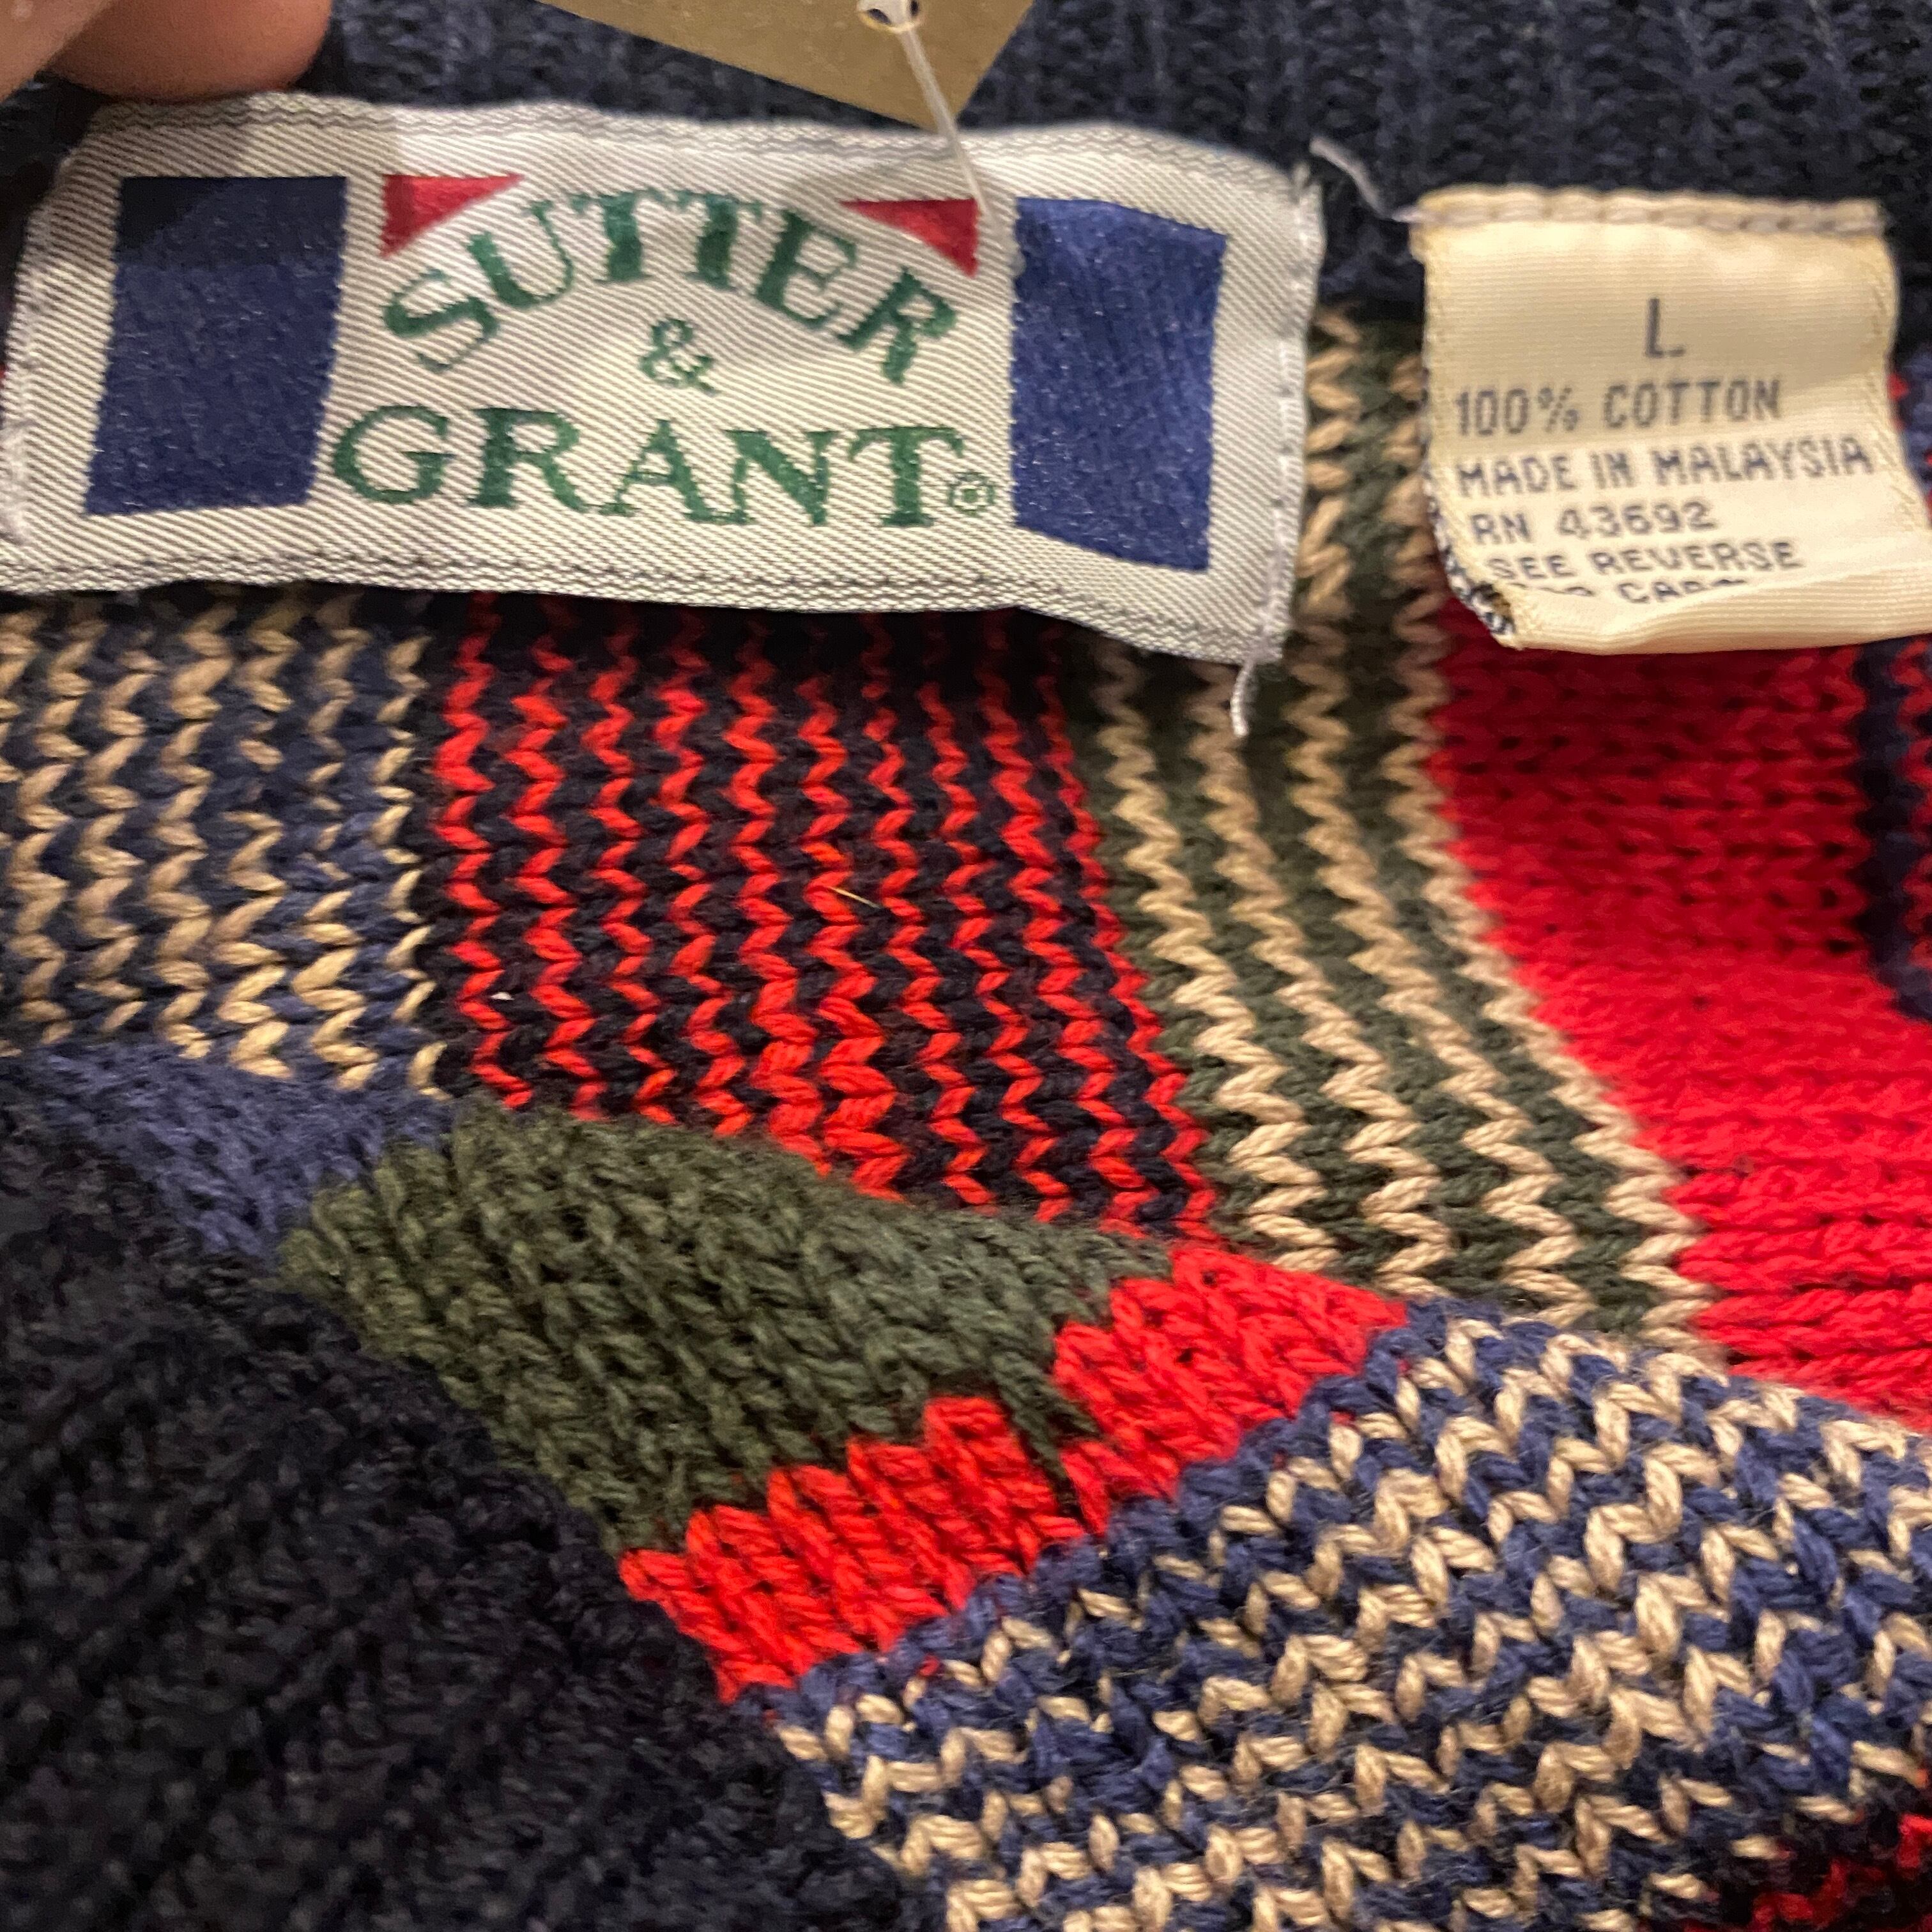 SUTTER
&
GRANT©
L
100% COTTON
MADE IN MALAYSIA
RN 43692
SEE REVERSE